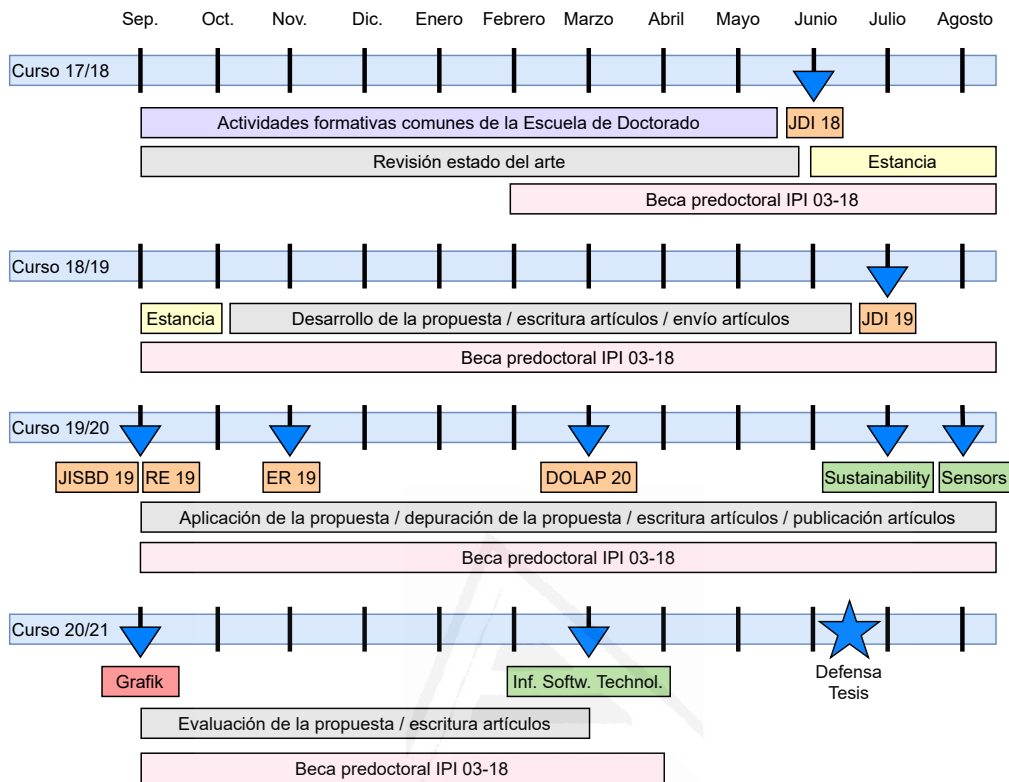 Sep. Oct. Nov. Dic. Enero Febrero Marzo Abril Mayo Junio Julio Agosto
Curso 17/18
Actividades formativas comunes de la Escuela de Doctorado
JDI 18
Revisión estado del arte
Estancia
Beca predoctoral IPI 03-18
Curso 18/19
Estancia
Desarrollo de la propuesta / escritura artículos / envío artículos
JDI 19
Beca predoctoral IPI 03-18
Curso 19/20
JISBD 19
RE 19
ER 19
DOLAP 20
Sustainability
Sensors
Aplicación de la propuesta / depuración de la propuesta / escritura artículos / publicación artículos
Beca predoctoral IPI 03-18
Curso 20/21
Grafik
Inf. Softw. Technol.
Defensa
Tesis
Evaluación de la propuesta / escritura artículos
Beca predoctoral IPI 03-18